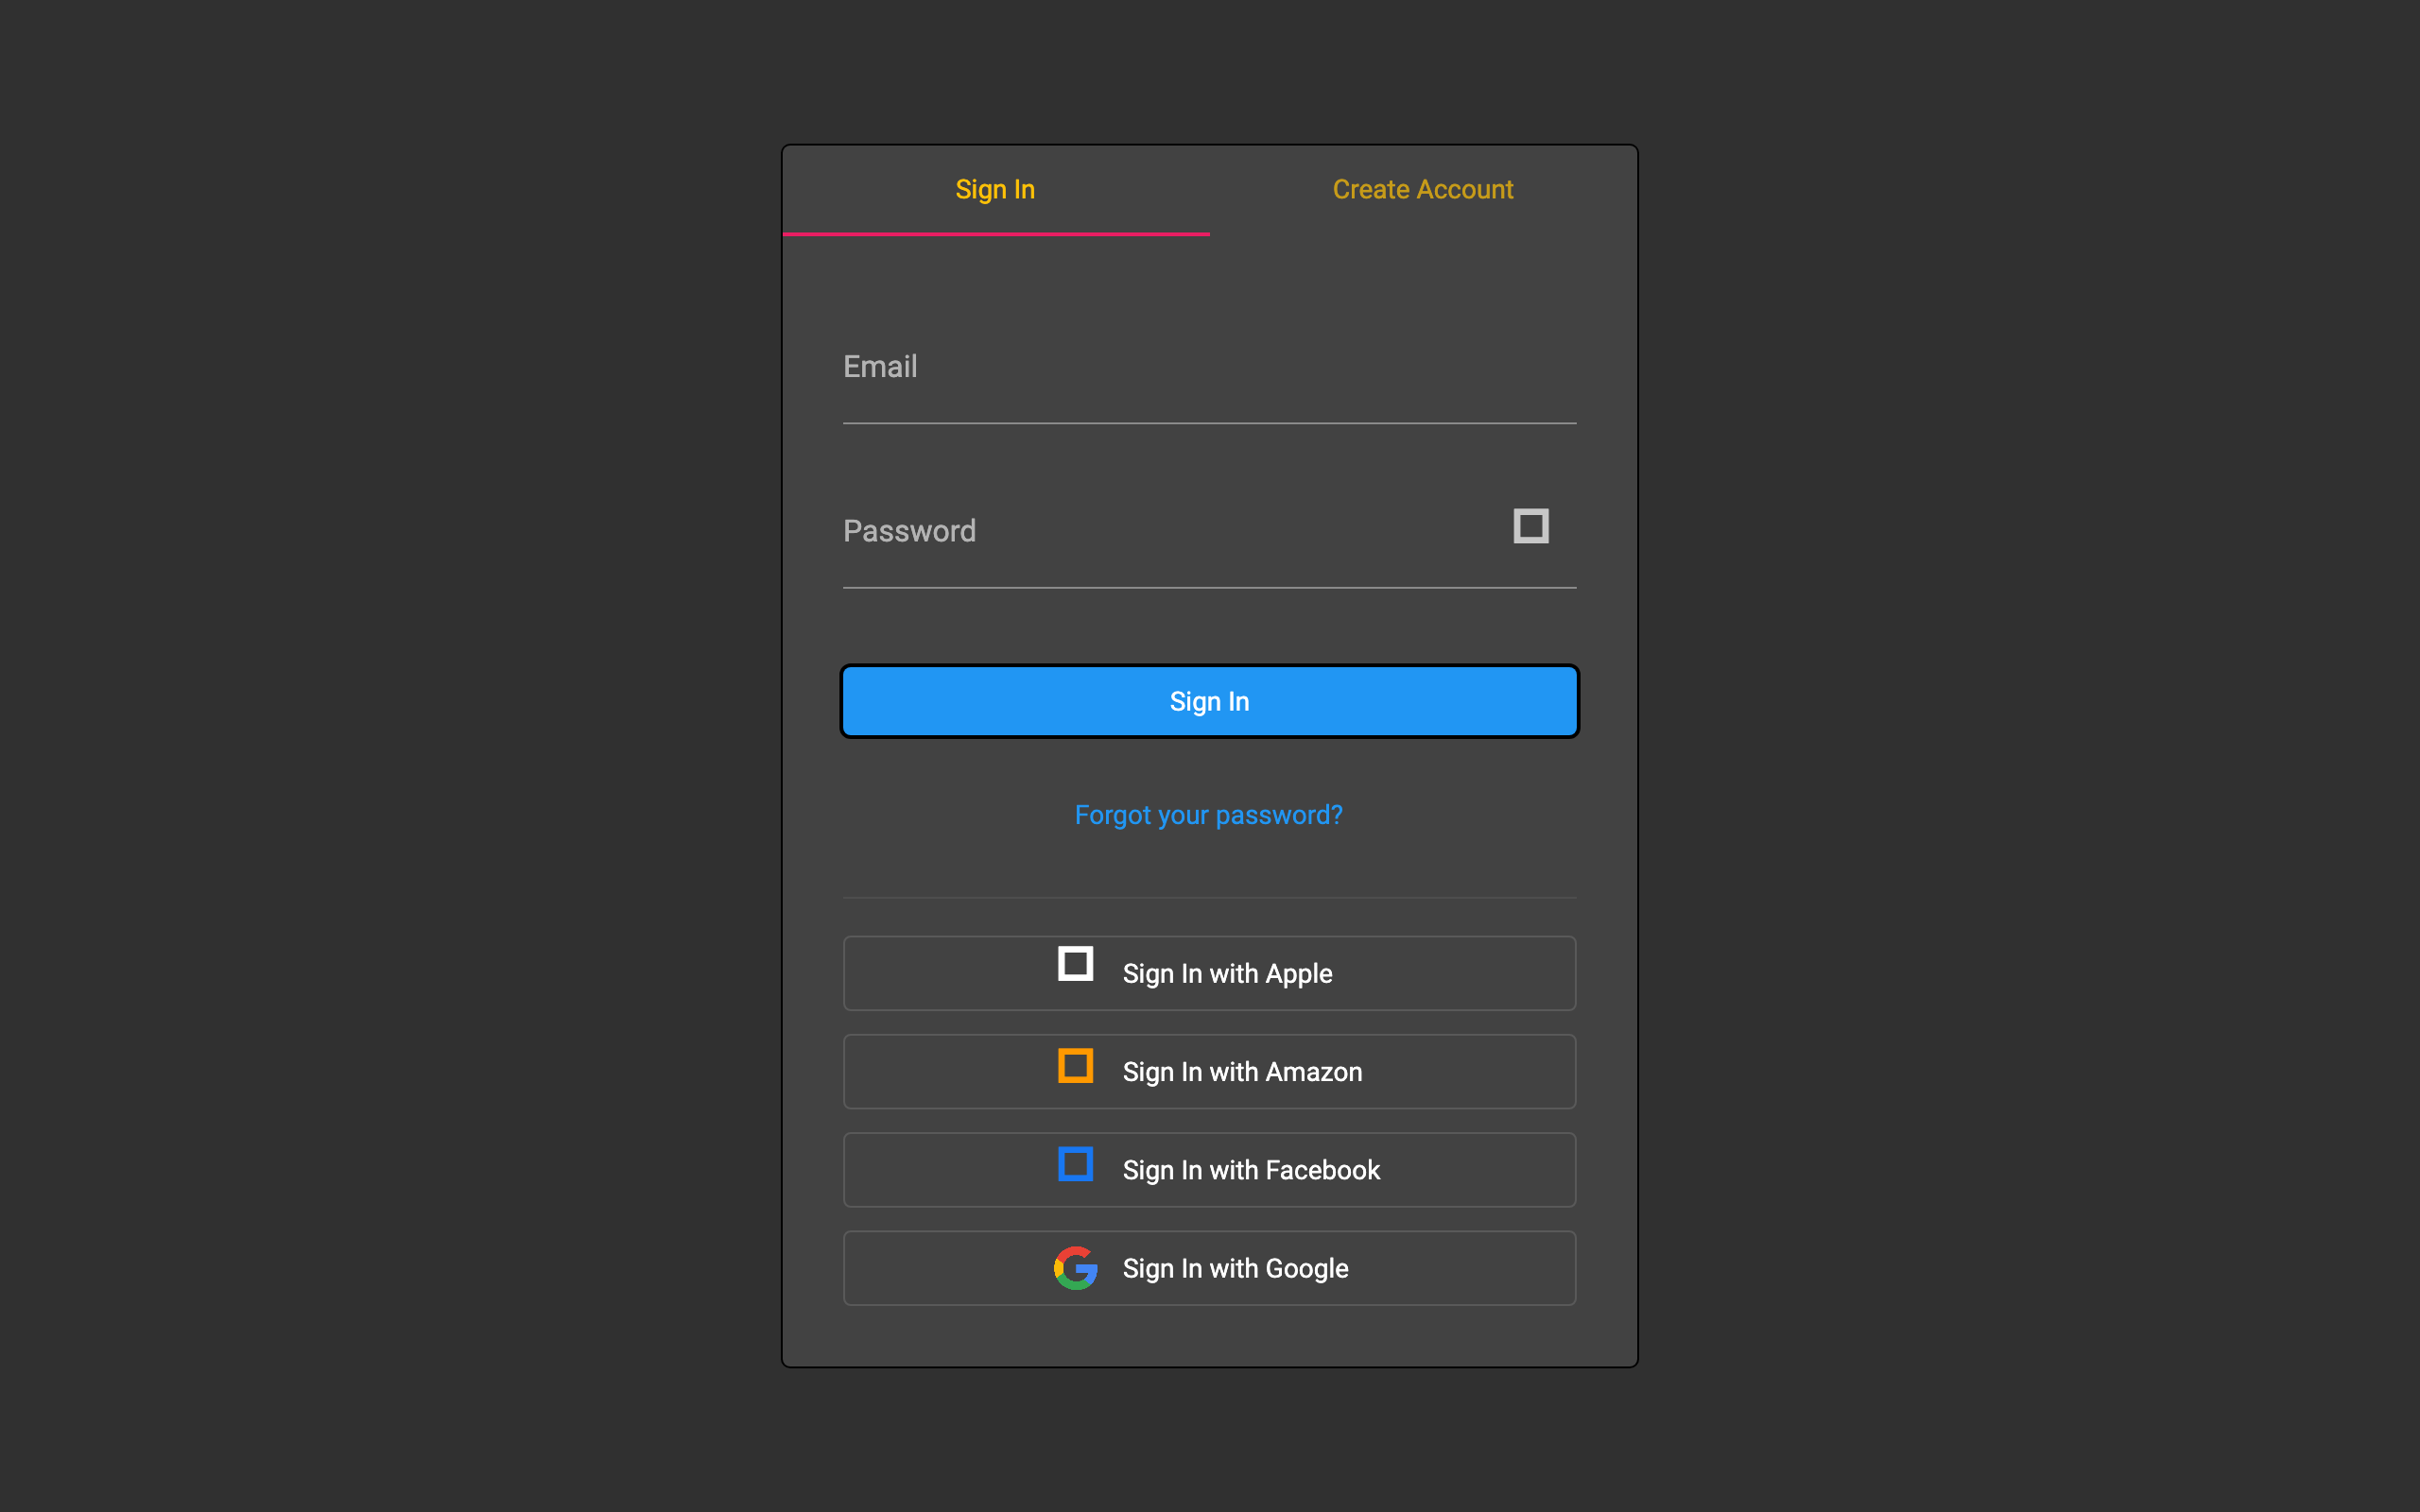 Sign In
Create Account
Email
Password
Sign In
Forgot your password?
Sign In with Apple
Sign In with Amazon
Sign In with Facebook
Sign In with Google